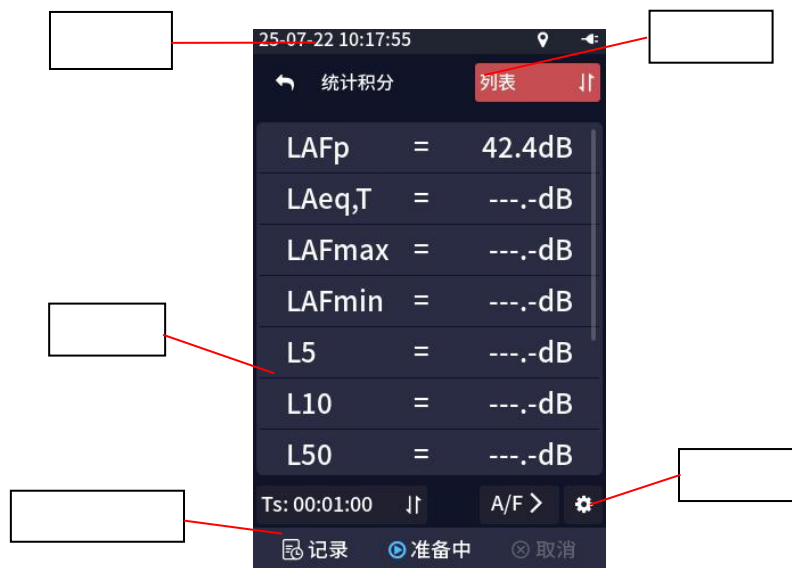 25-07-22 10:17:55
统计积分 列表
LAFp = 42.4dB
LAeq,T = ---.-dB
LAFmax = ---.-dB
LAFmin = ---.-dB
L5 = ---.-dB
L10 = ---.-dB
L50 = ---.-dB
Ts: 00:01:00 A/F >
记录 准备中 取消